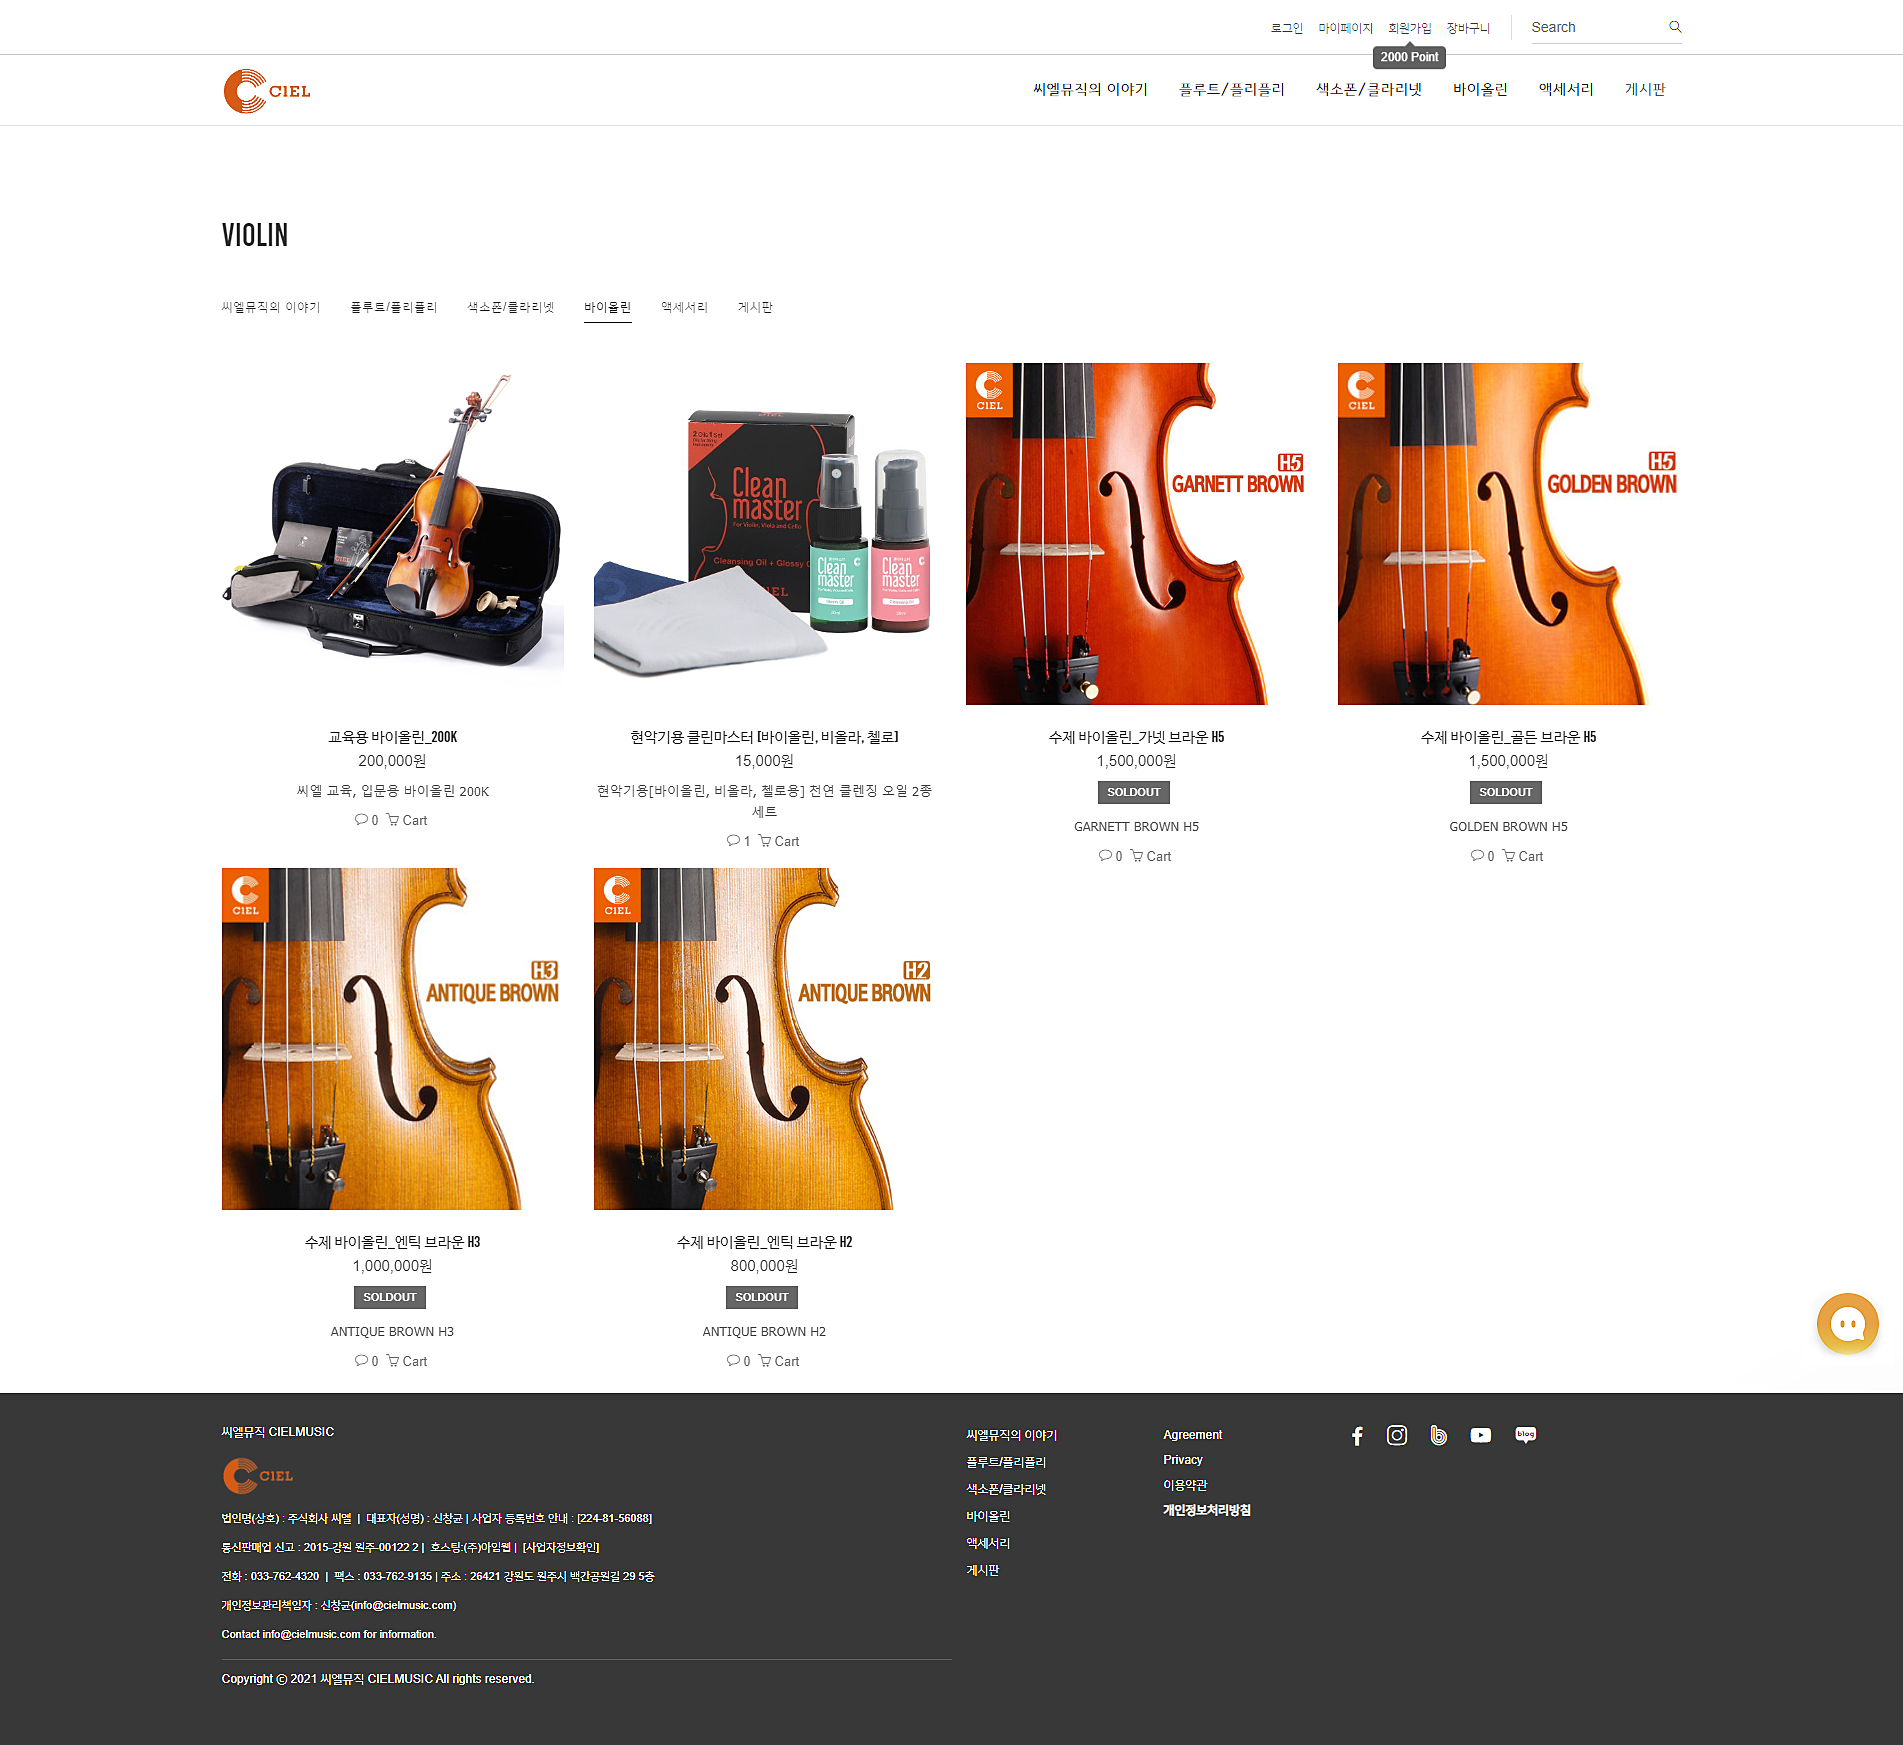 로그인 마이페이지 회원가입 장바구니 Search
2000 Point
CIEL
씨엘뮤직의 이야기 플루트/플리플리 색소폰/클라리넷 바이올린 액세서리 게시판
VIOLIN
씨엘뮤직의 이야기 플루트/플리플리 색소폰/클라리넷 바이올린 액세서리 게시판
Clean
master
For Violin, Viola and Cello
Cleansing Oil + Glossy
CIEL
Clean
master
Clean
master
CIEL
H5
GARNETT BROWN
CIEL
H5
GOLDEN BROWN
교육용 바이올린_200K
200,000원
씨엘 교육, 입문용 바이올린 200K
0 Cart
현악기용 클린마스터 [바이올린, 비올라, 첼로]
15,000원
현악기용[바이올린, 비올라, 첼로용] 천연 클렌징 오일 2종
세트
1 Cart
수제 바이올린_가넷 브라운 H5
1,500,000원
SOLDOUT
GARNETT BROWN H5
0 Cart
수제 바이올린_골든 브라운 H5
1,500,000원
SOLDOUT
GOLDEN BROWN H5
0 Cart
CIEL
H3
ANTIQUE BROWN
CIEL
H2
ANTIQUE BROWN
수제 바이올린_엔틱 브라운 H3
1,000,000원
SOLDOUT
ANTIQUE BROWN H3
0 Cart
수제 바이올린_엔틱 브라운 H2
800,000원
SOLDOUT
ANTIQUE BROWN H2
0 Cart
씨엘뮤직 CIELMUSIC
CIEL
법인명(상호) : 주식회사 씨엘 | 대표자(성명) : 신창균 | 사업자 등록번호 안내 : [224-81-56088]
통신판매업 신고 : 2015-강원 원주-00122 2 | 호스팅:(주)아임웹 | [사업자정보확인]
전화 : 033-762-4320 | 팩스 : 033-762-9135 | 주소 : 26421 강원도 원주시 백간공원길 29 5층
개인정보관리책임자 : 신창균(info@cielmusic.com)
Contact info@cielmusic.com for information.
Copyright ⓒ 2021 씨엘뮤직 CIELMUSIC All rights reserved.
씨엘뮤직의 이야기
플루트/플리플리
색소폰/클라리넷
바이올린
액세서리
게시판
Agreement
Privacy
이용약관
개인정보처리방침
blog